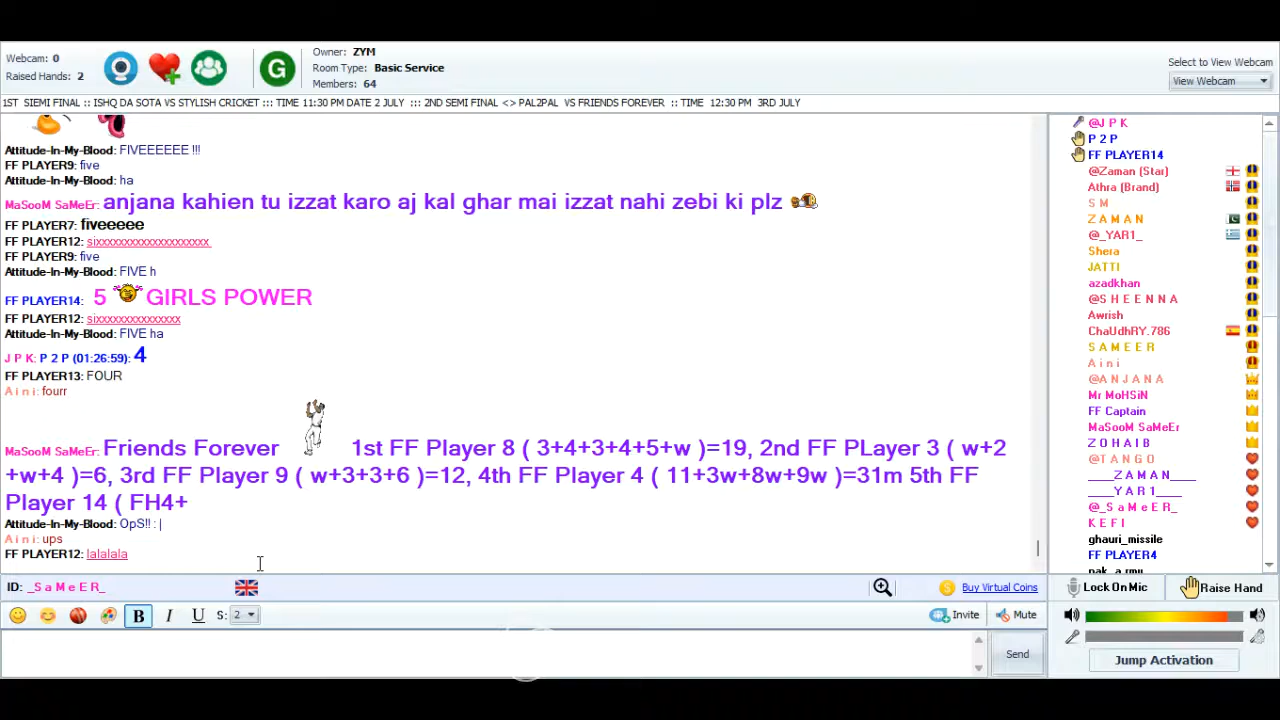 Webcam: 0
Raised Hands: 2
G
Owner: ZYM
Room Type: Basic Service
Members: 64
Select to View Webcam
View Webcam
1ST SIEMI FINAL :: ISHQ DA SOTA VS STYLISH CRICKET ::: TIME 11:30 PM DATE 2 JULY ::: 2ND SEMI FINAL <> PAL2PAL VS FRIENDS FOREVER :: TIME 12:30 PM 3RD JULY
Attitude-In-My-Blood: FIVEEEEEE !!!
FF PLAYER9: five
Attitude-In-My-Blood: ha
MaSooM SaMeEr: anjana kahien tu izzat karo aj kal ghar mai izzat nahi zebi ki plz
FF PLAYER7: fiveeeee
FF PLAYER12: sixxxxxxxxxxxxxxxxxxxx
FF PLAYER9: five
Attitude-In-My-Blood: FIVE h
FF PLAYER14: 5 GIRLS POWER
FF PLAYER12: sixxxxxxxxxxxxxxx
Attitude-In-My-Blood: FIVE ha
J P K: P 2 P (01:26:59): 4
FF PLAYER13: FOUR
A i n i: fourr
MaSooM SaMeEr: Friends Forever 1st FF Player 8 ( 3+4+3+4+5+w )=19, 2nd FF PLayer 3 ( w+2
+w+4 )=6, 3rd FF Player 9 ( w+3+3+6 )=12, 4th FF Player 4 ( 11+3w+8w+9w )=31m 5th FF
Player 14 ( FH4+
Attitude-In-My-Blood: OpS!! : |
A i n i: ups
FF PLAYER12: lalalala
@J P K
P 2 P
FF PLAYER14
@Zaman (Star)
Athra (Brand)
S M
Z A M A N
@_YAR1_
Shera
JATTI
azadkhan
@S H E E N N A
Awrish
ChaUdhRY.786
S A M E E R
A i n i
@A N J A N A
Mr MoHSiN
FF Captain
MaSooM SaMeEr
Z O H A I B
@T A N G O
____Z A M A N____
____Y A R 1____
@_S a M e E R_
K E F I
ghauri_missile
FF PLAYER4
pak_a rmu
ID: _S a M e E R_
Buy Virtual Coins
Lock On Mic
Raise Hand
B I U S: 2
Invite
Mute
Send
Jump Activation